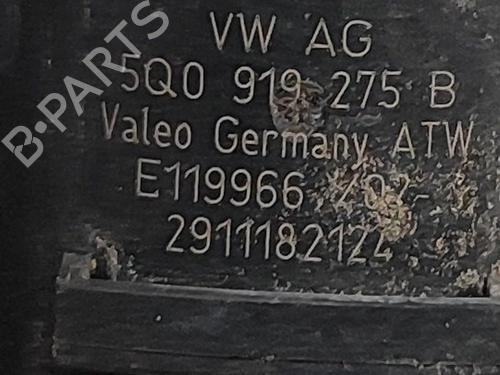 VW AG
5Q0 919 275 B
Valeo Germany ATW
E119966
2911182124
B-PARTS